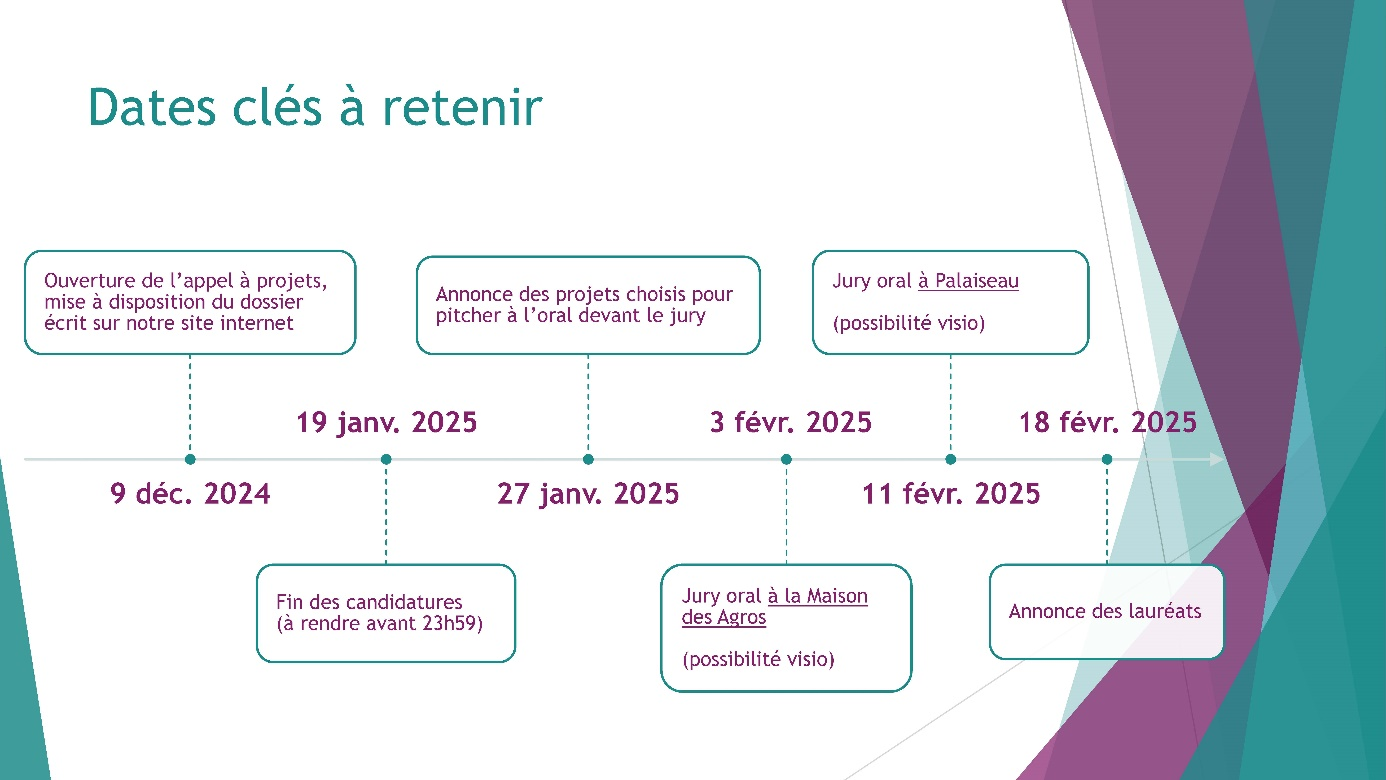 Dates clés à retenir
Ouverture de l’appel à projets,
mise à disposition du dossier
écrit sur notre site internet
9 déc. 2024
19 janv. 2025
Fin des candidatures
(à rendre avant 23h59)
Annonce des projets choisis pour
pitcher à l’oral devant le jury
27 janv. 2025
3 févr. 2025
Jury oral à la Maison
des Agros
(possibilité visio)
Jury oral à Palaiseau
(possibilité visio)
11 févr. 2025
18 févr. 2025
Annonce des lauréats